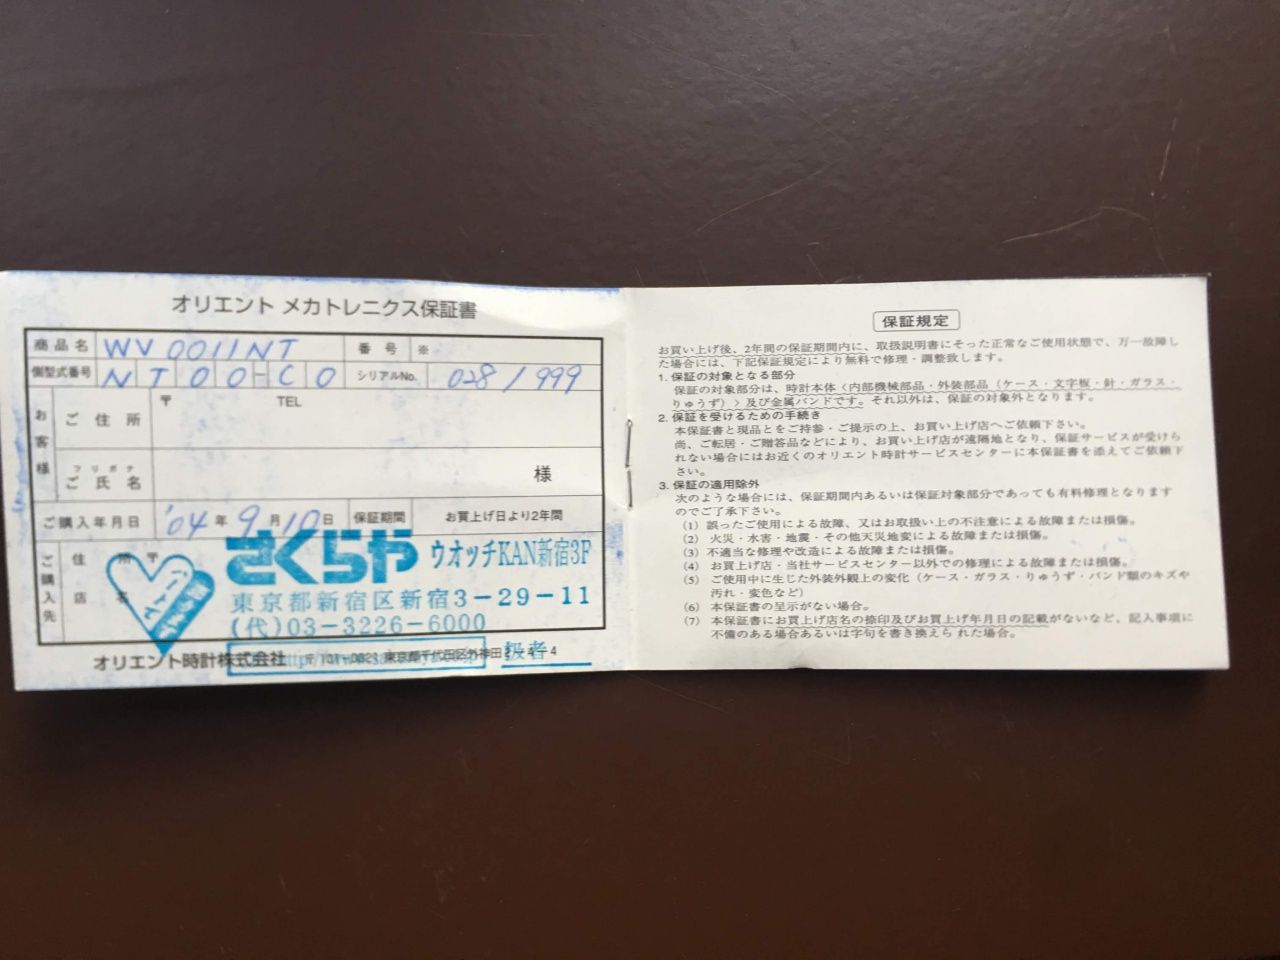 オリエント メカトレニクス保証書
商品名 WV0011NT 番号 ※
側型式番号 NT00-C0 シリアルNo. 028/999
お客様
〒 TEL
ご住所
フリガナ
ご氏名 様
ご購入年月日 '04年9月10日 保証期間 お買上げ日より2年間
ご購入先
住所 〒
店名
さくらや ウオッチKAN新宿3F
東京都新宿区新宿3-29-11
(代)03-3226-6000
オリエント時計株式会社 〒101-0021 東京都千代田区外神田2-4-4
扱者
保証規定
お買い上げ後、2年間の保証期間内に、取扱説明書にそった正常なご使用状態で、万一故障し
た場合には、下記保証規定により無料で修理・調整致します。
1. 保証の対象となる部分
保証の対象部分は、時計本体〈内部機械部品・外装部品(ケース・文字板・針・ガラス・
りゅうず)〉及び金属バンドです。それ以外は、保証の対象外となります。
2. 保証を受けるための手続き
本保証書と現品とをご持参・ご提示の上、お買い上げ店へご依頼下さい。
尚、ご転居・ご贈答品などにより、お買い上げ店が遠隔地となり、保証サービスが受けら
れない場合にはお近くのオリエント時計サービスセンターに本保証書を添えてご依頼下
さい。
3. 保証の適用除外
次のような場合には、保証期間内あるいは保証対象部分であっても有料修理となります
のでご了承下さい。
(1) 誤ったご使用による故障、又はお取扱い上の不注意による故障または損傷。
(2) 火災・水害・地震・その他天災地変による故障または損傷。
(3) 不適当な修理や改造による故障または損傷。
(4) お買上げ店・当社サービスセンター以外での修理による故障または損傷。
(5) ご使用中に生じた外装外観上の変化(ケース・ガラス・りゅうず・バンド類のキズや
汚れ・変色など)
(6) 本保証書の呈示がない場合。
(7) 本保証書にお買上げ店名の捺印及びお買上げ年月日の記載がないなど、記入事項に
不備のある場合あるいは字句を書き換えられた場合。